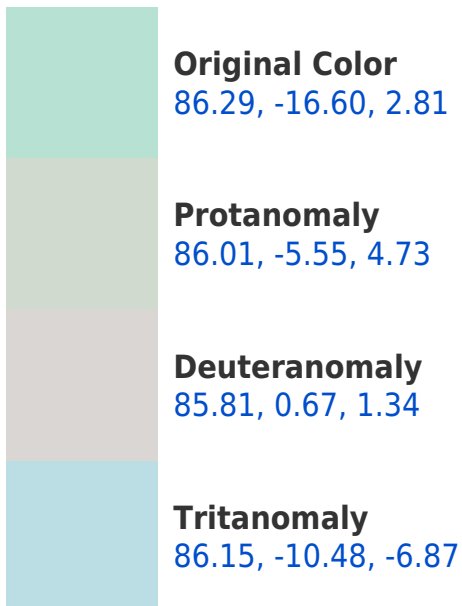 Original Color
86.29, -16.60, 2.81
Protanomaly
86.01, -5.55, 4.73
Deuteranomaly
85.81, 0.67, 1.34
Tritanomaly
86.15, -10.48, -6.87